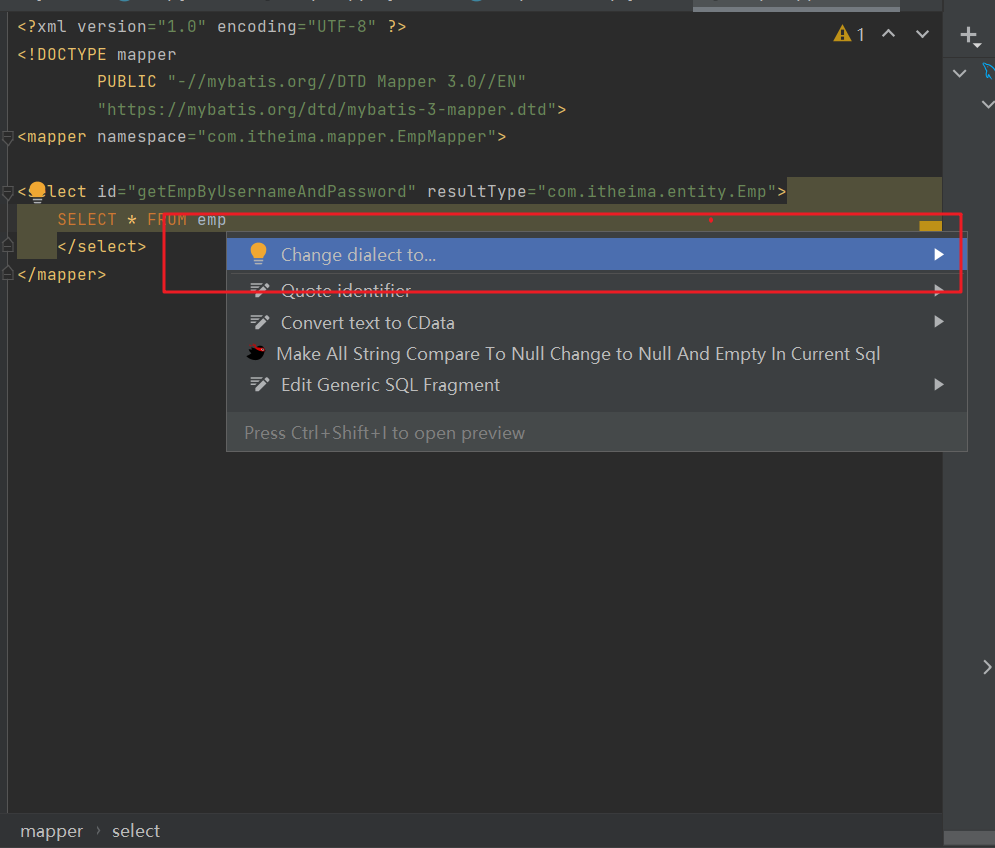 <?xml version="1.0" encoding="UTF-8" ?>
<!DOCTYPE mapper
PUBLIC "-//mybatis.org//DTD Mapper 3.0//EN"
"https://mybatis.org/dtd/mybatis-3-mapper.dtd">
<mapper namespace="com.itheima.mapper.EmpMapper">
id="getEmpByUsernameAndPassword" resultType="com.itheima.entity.Emp">
SELECT * FROM emp
</select>
</mapper>
1
Change dialect to...
Quote identifier
Convert text to CData
Make All String Compare To Null Change to Null And Empty In Current Sql
Edit Generic SQL Fragment
Press Ctrl+Shift+I to open preview
mapper › select